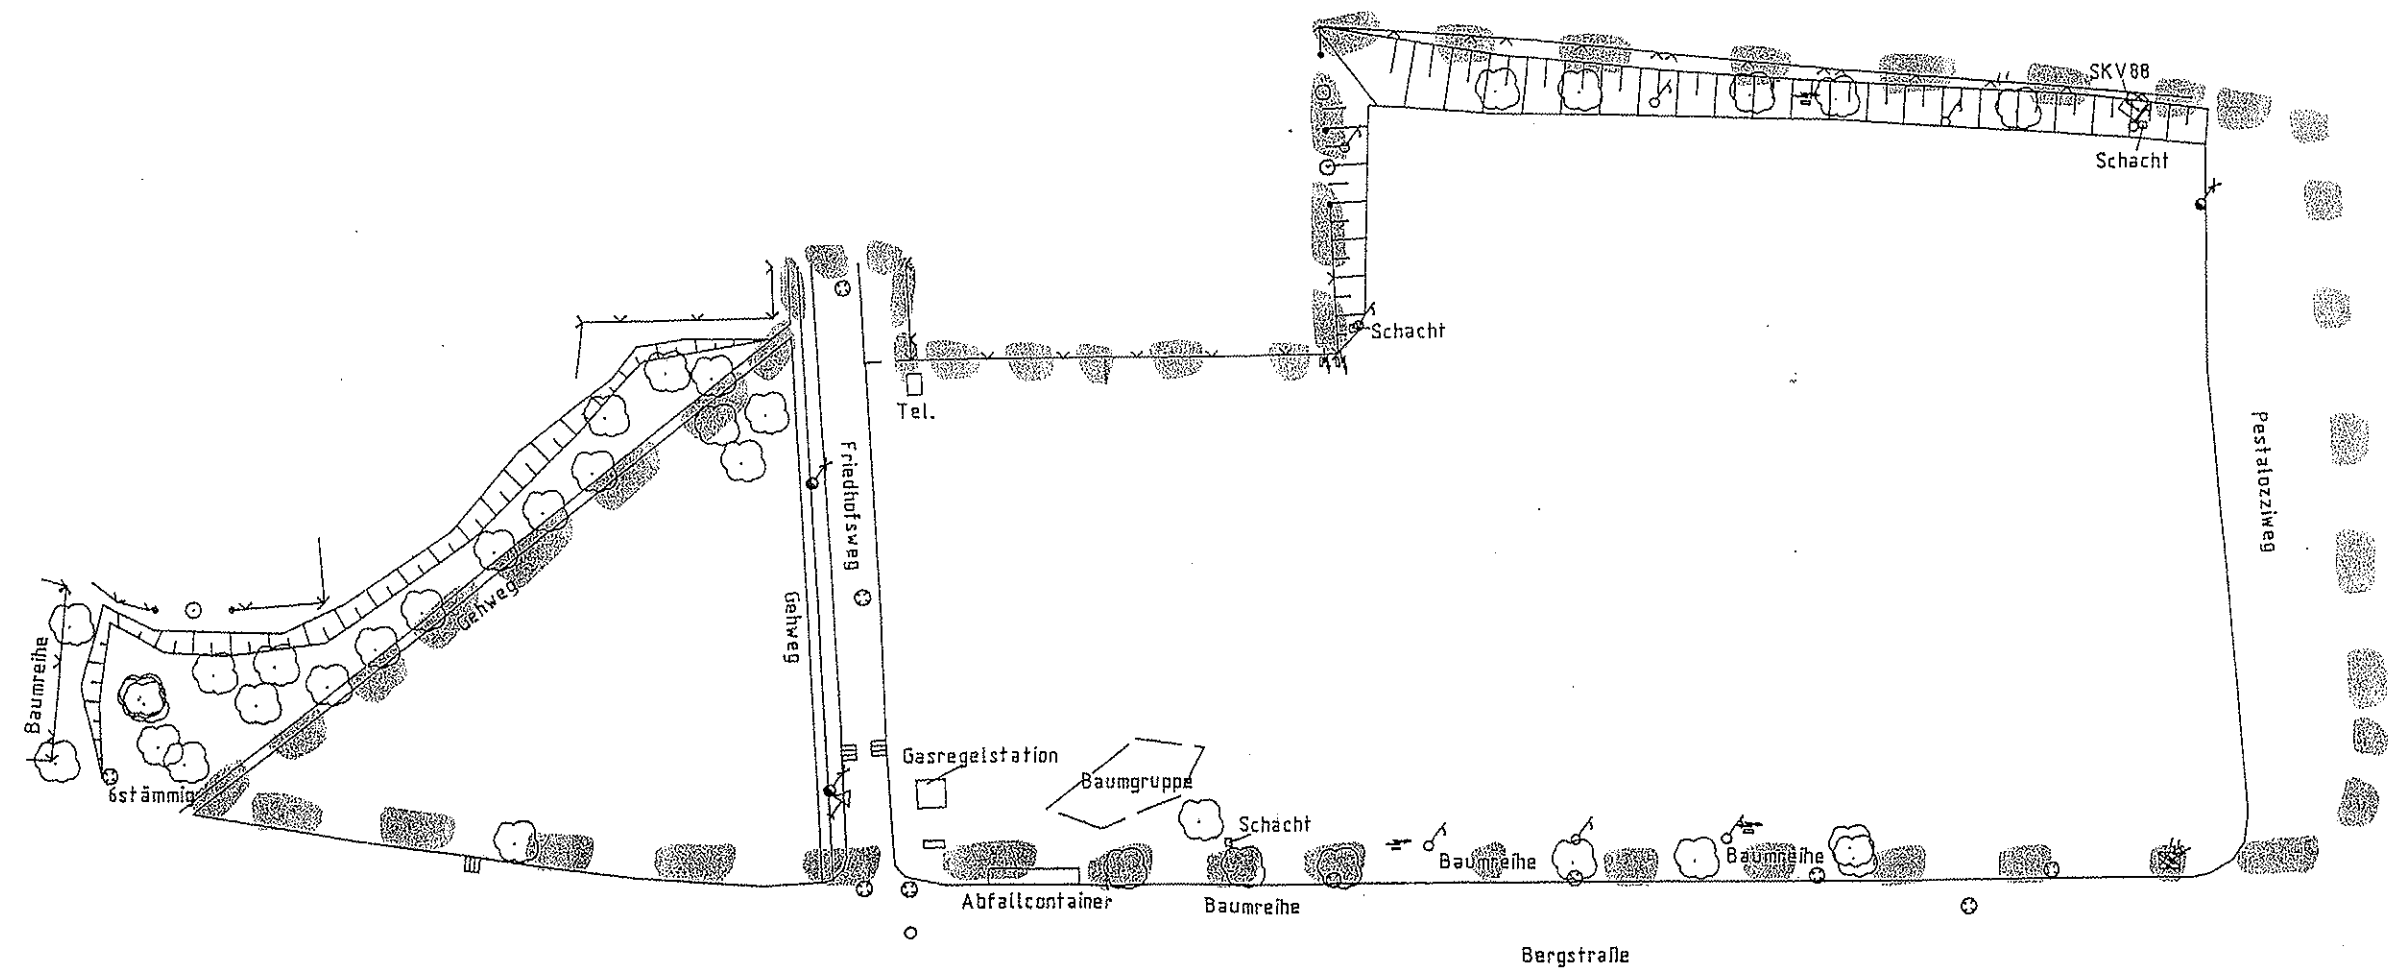 SKV88
Schacht
Schacht
Tel.
Friedhofsweg
Pestalozziweg
Gehweg
Gehweg
Baumreihe
6stämmig
Gasregelstation
Baumgruppe
Schacht
Baumreihe
Baumreihe
Abfallcontainer
Baumreihe
Bergstraße